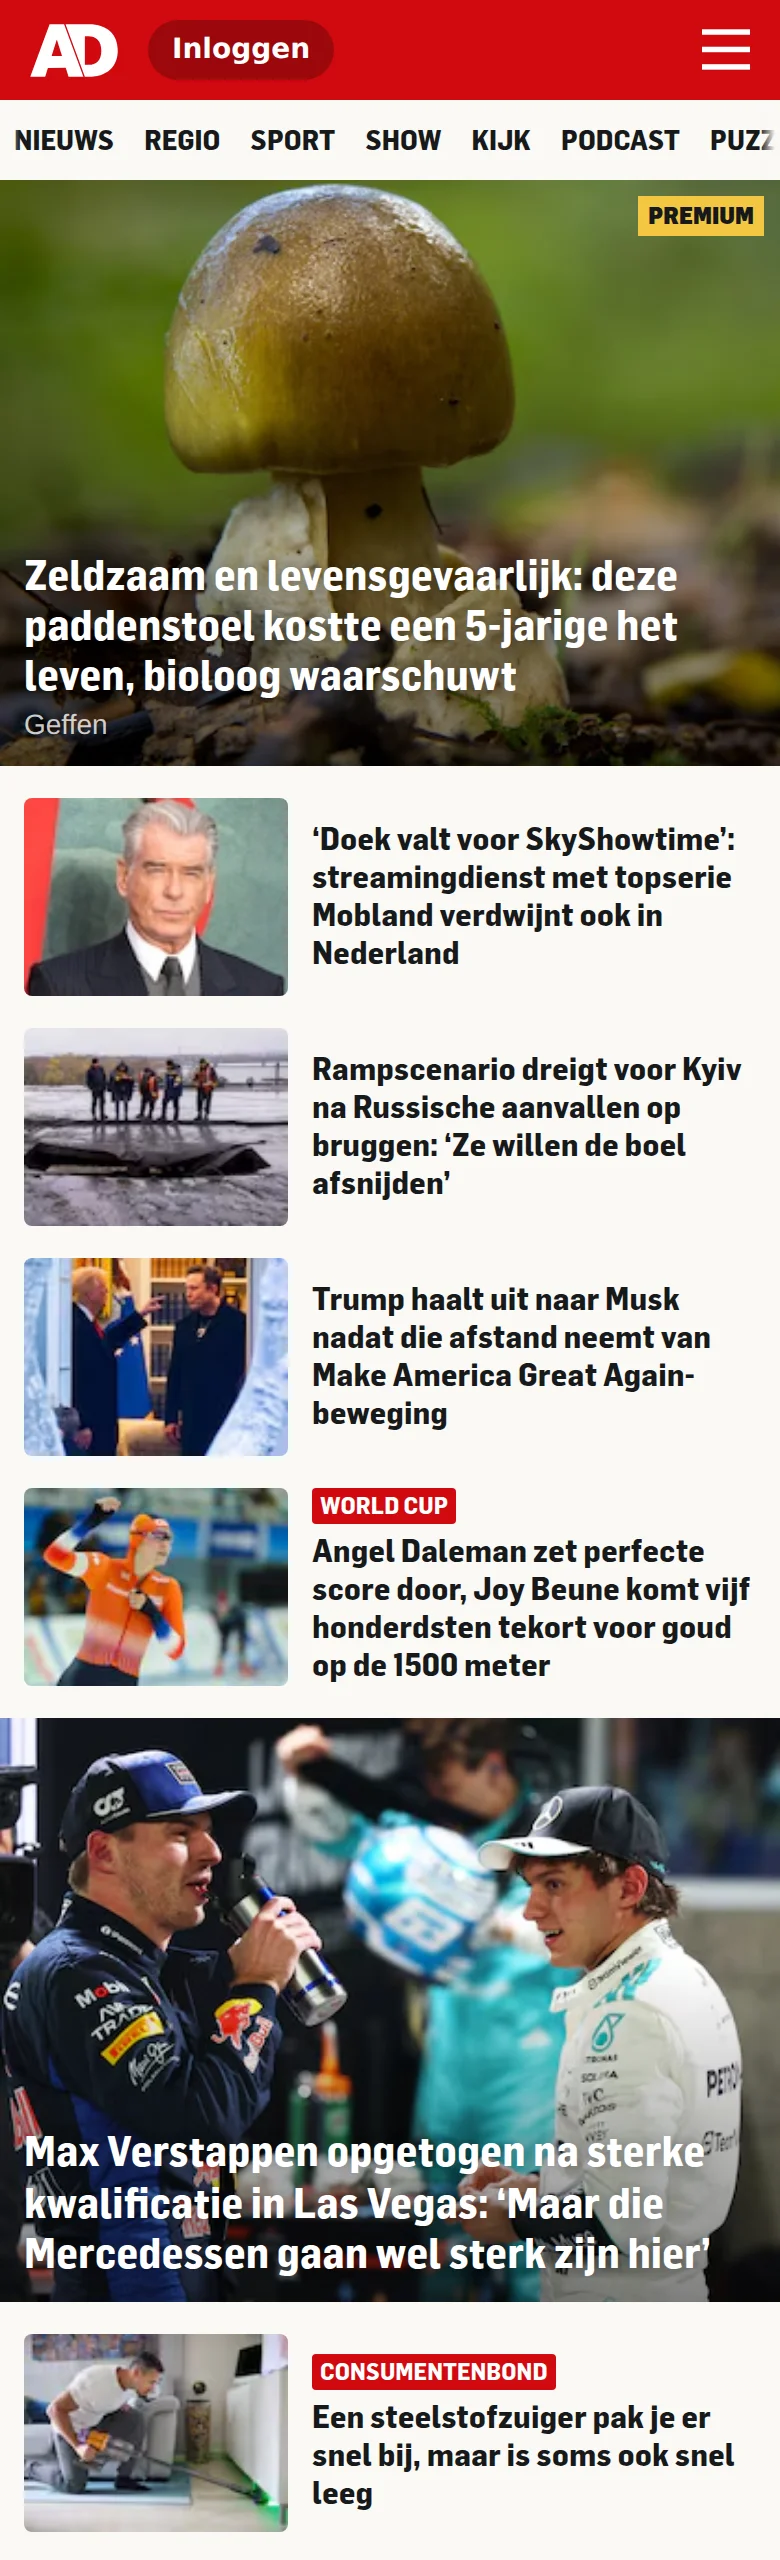 AD
Inloggen
NIEUWS REGIO SPORT SHOW KIJK PODCAST PUZZ
PREMIUM
Zeldzaam en levensgevaarlijk: deze
paddenstoel kostte een 5-jarige het
leven, bioloog waarschuwt
Geffen
‘Doek valt voor SkyShowtime’:
streamingdienst met topserie
Mobland verdwijnt ook in
Nederland
Rampscenario dreigt voor Kyiv
na Russische aanvallen op
bruggen: ‘Ze willen de boel
afsnijden’
Trump haalt uit naar Musk
nadat die afstand neemt van
Make America Great Again-
beweging
WORLD CUP
Angel Daleman zet perfecte
score door, Joy Beune komt vijf
honderdsten tekort voor goud
op de 1500 meter
Mobil
PIRELLI
Max Verstappen opgetogen na sterke
kwalificatie in Las Vegas: ‘Maar die
Mercedessen gaan wel sterk zijn hier’
CONSUMENTENBOND
Een steelstofzuiger pak je er
snel bij, maar is soms ook snel
leeg